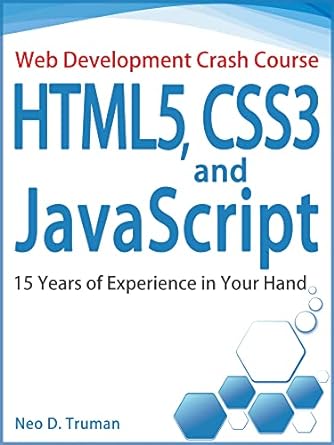 Web Development Crash Course
HTML5, CSS3
and
JavaScript
15 Years of Experience in Your Hand
Neo D. Truman